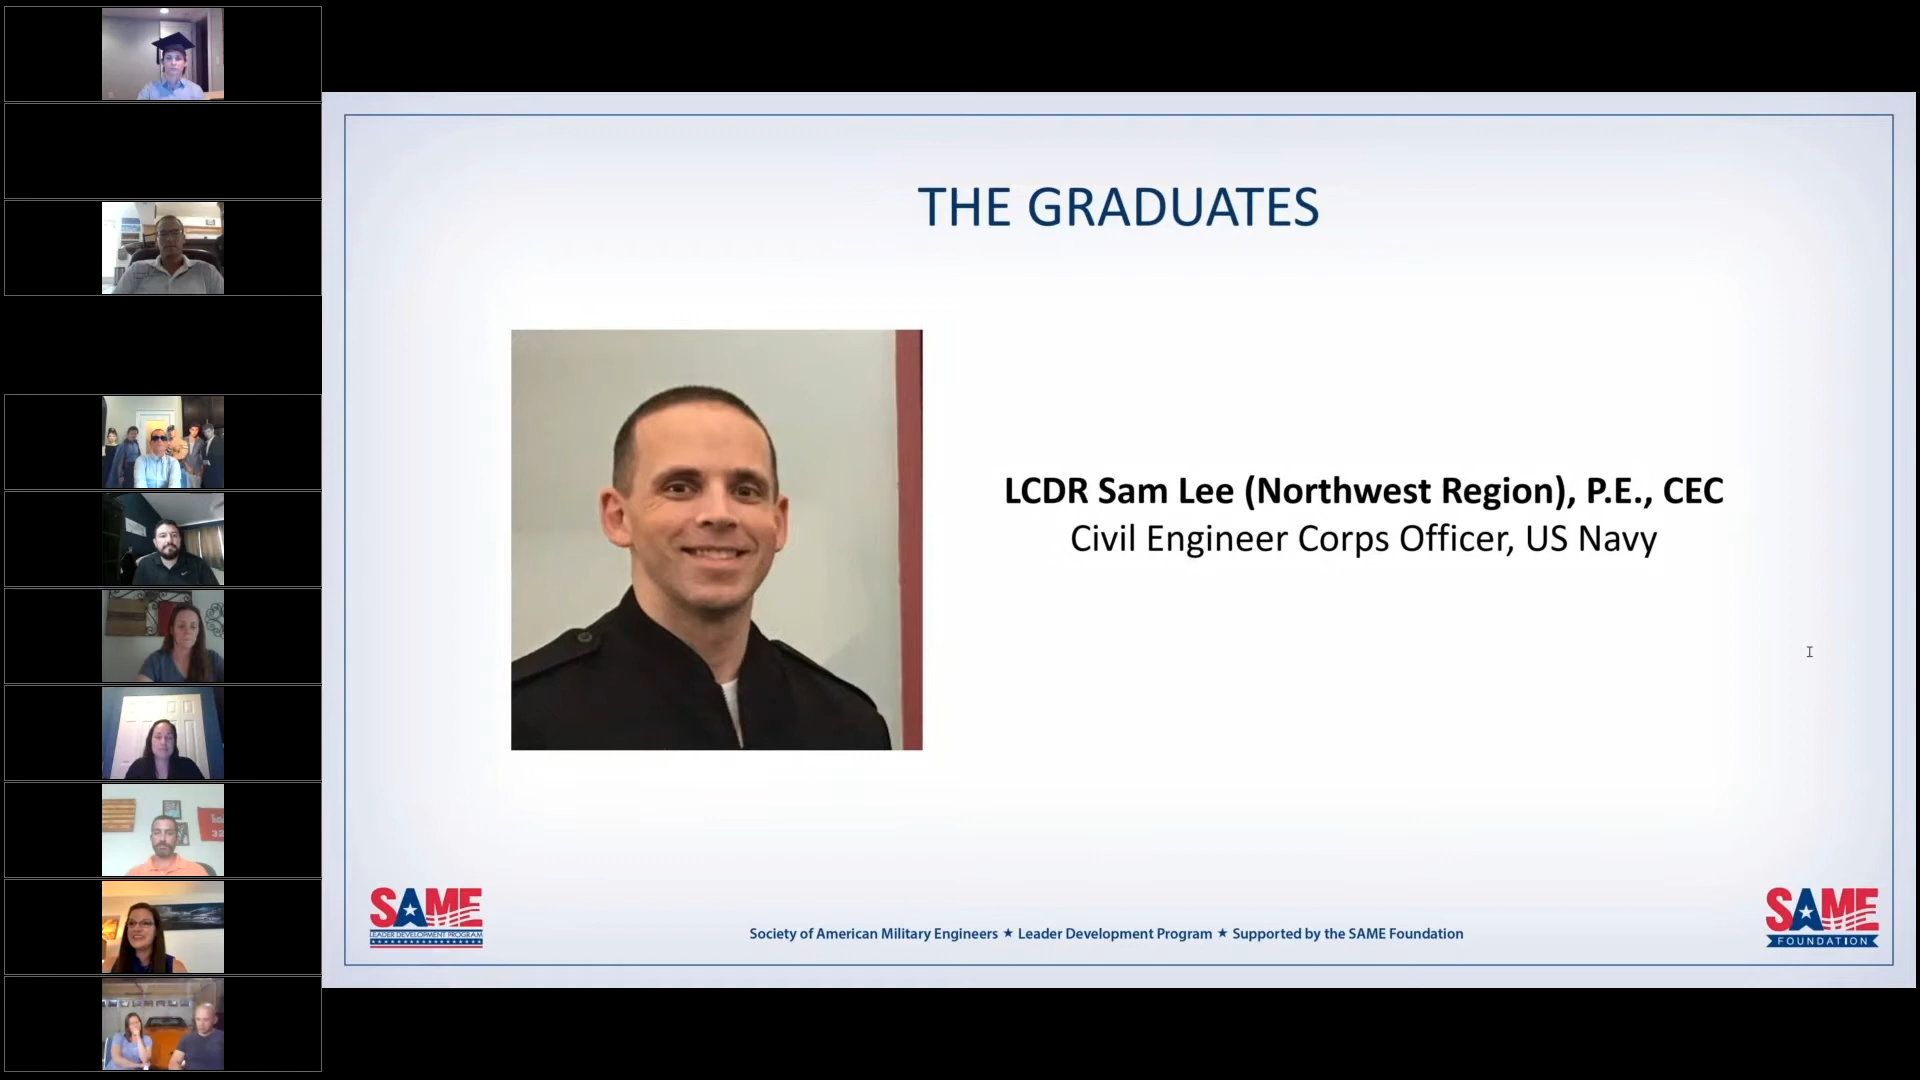 THE GRADUATES
LCDR Sam Lee (Northwest Region), P.E., CEC
Civil Engineer Corps Officer, US Navy
SAME
LEADER DEVELOPMENT PROGRAM
Society of American Military Engineers ★ Leader Development Program ★ Supported by the SAME Foundation
SAME
FOUNDATION